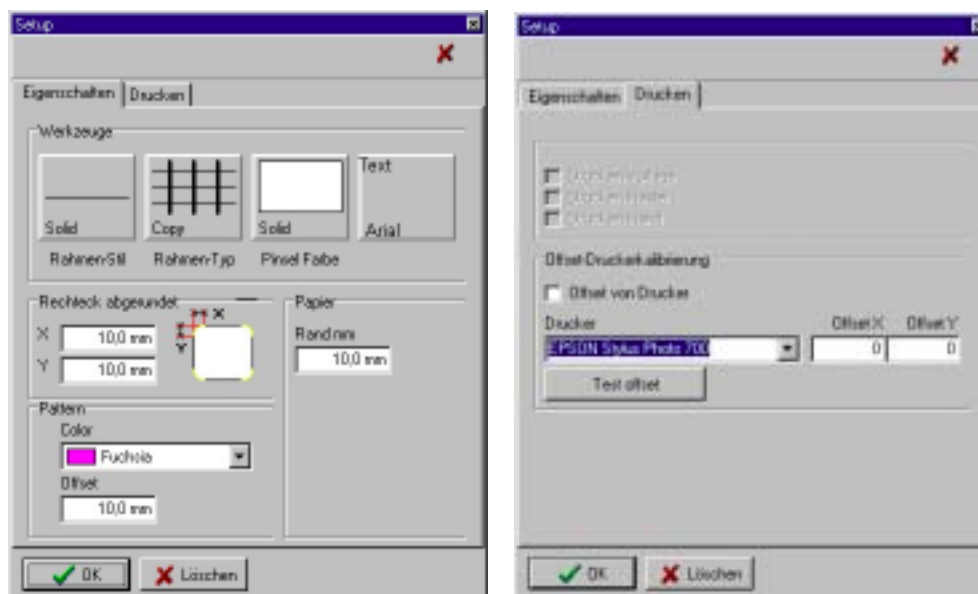 Setup
Eigenschaften Drucken
Werkzeuge
Solid
Copy
Solid
Text
Arial
Rahmen-Stil Rahmen-Typ Pinsel Farbe
Rechteck abgerundet
X 10,0 mm
Y 10,0 mm
X
Y
Papier
Rand mm
10,0 mm
Pattern
Color
Fuchsia
Offset
10,0 mm
OK Löschen
Setup
Eigenschaften Drucken
Offset-Druckerkalibrierung
Offset von Drucker
Drucker Offset X Offset Y
EPSON Stylus Photo 700 0 0
Test offset
OK Löschen